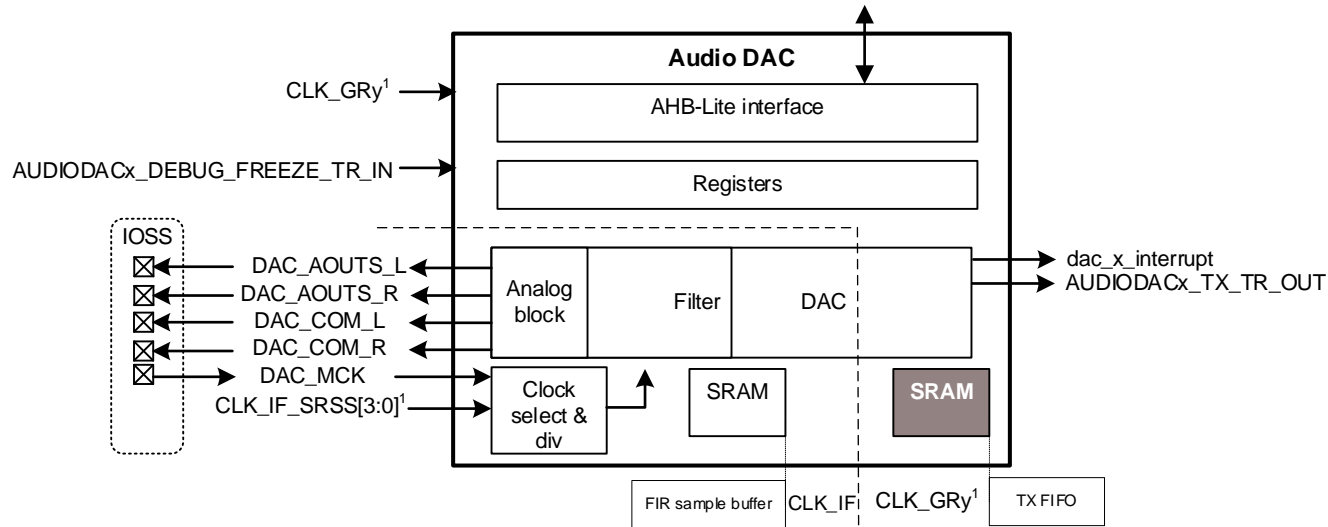 Audio DAC
CLK_GRy¹
AHB-Lite interface
AUDIODACx_DEBUG_FREEZE_TR_IN
Registers
IOSS
DAC_AOUTS_L
DAC_AOUTS_R
DAC_COM_L
DAC_COM_R
DAC_MCK
CLK_IF_SRSS[3:0]¹
Analog
block
Filter
DAC
dac_x_interrupt
AUDIODACx_TX_TR_OUT
Clock
select &
div
SRAM
SRAM
FIR sample buffer
CLK_IF
CLK_GRy¹
TX FIFO